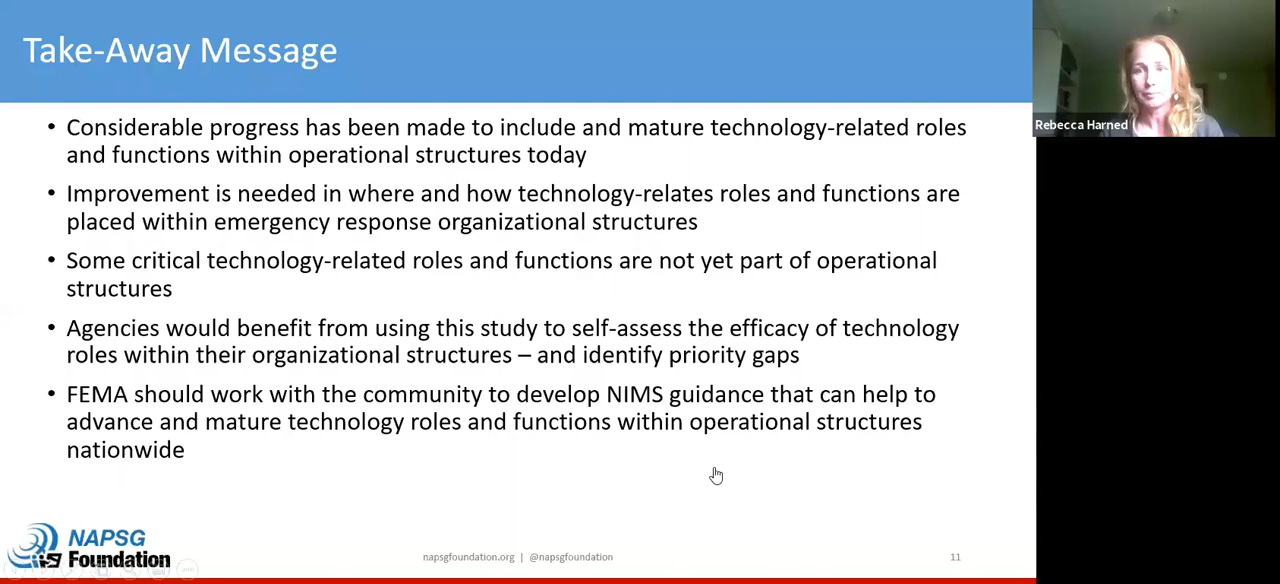 Take-Away Message
• Considerable progress has been made to include and mature technology-related roles
and functions within operational structures today
• Improvement is needed in where and how technology-relates roles and functions are
placed within emergency response organizational structures
• Some critical technology-related roles and functions are not yet part of operational
structures
• Agencies would benefit from using this study to self-assess the efficacy of technology
roles within their organizational structures – and identify priority gaps
• FEMA should work with the community to develop NIMS guidance that can help to
advance and mature technology roles and functions within operational structures
nationwide
NAPSG
Foundation
napsgfoundation.org | @napsgfoundation
11
Rebecca Harned